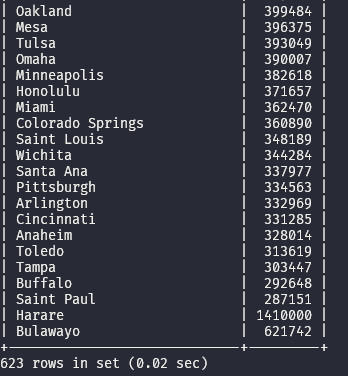 | Oakland | 399484 |
| Mesa | 396375 |
| Tulsa | 393049 |
| Omaha | 390007 |
| Minneapolis | 382618 |
| Honolulu | 371657 |
| Miami | 362470 |
| Colorado Springs | 360890 |
| Saint Louis | 348189 |
| Wichita | 344284 |
| Santa Ana | 337977 |
| Pittsburgh | 334563 |
| Arlington | 332969 |
| Cincinnati | 331285 |
| Anaheim | 328014 |
| Toledo | 313619 |
| Tampa | 303447 |
| Buffalo | 292648 |
| Saint Paul | 287151 |
| Harare | 1410000 |
| Bulawayo | 621742 |
+----------------------------+---------+
623 rows in set (0.02 sec)